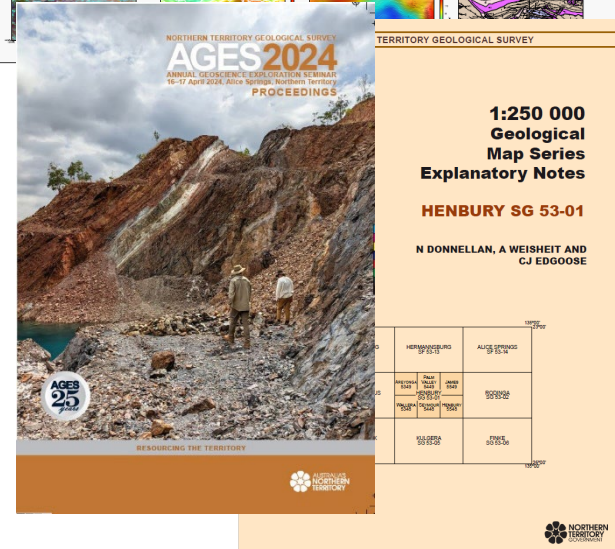 NORTHERN TERRITORY GEOLOGICAL SURVEY
AGES2024
ANNUAL GEOSCIENCE EXPLORATION SEMINAR
16–17 April 2024, Alice Springs, Northern Territory
PROCEEDINGS
AGES
25
years
RESOURCING THE TERRITORY
AUSTRALIA'S
NORTHERN
TERRITORY
TERRITORY GEOLOGICAL SURVEY
1:250 000
Geological
Map Series
Explanatory Notes
HENBURY SG 53-01
N DONNELLAN, A WEISHEIT AND
CJ EDGOOSE
HERMANNSBURG
SF 53-13
ALICE SPRINGS
SF 53-14
PALM
VALLEY
JAMES
HENBURY
SG 53-01
RODINGA
SG 53-02
HENBURY
KULGERA
SG 53-05
FINKE
SG 53-06
NORTHERN
TERRITORY
GOVERNMENT